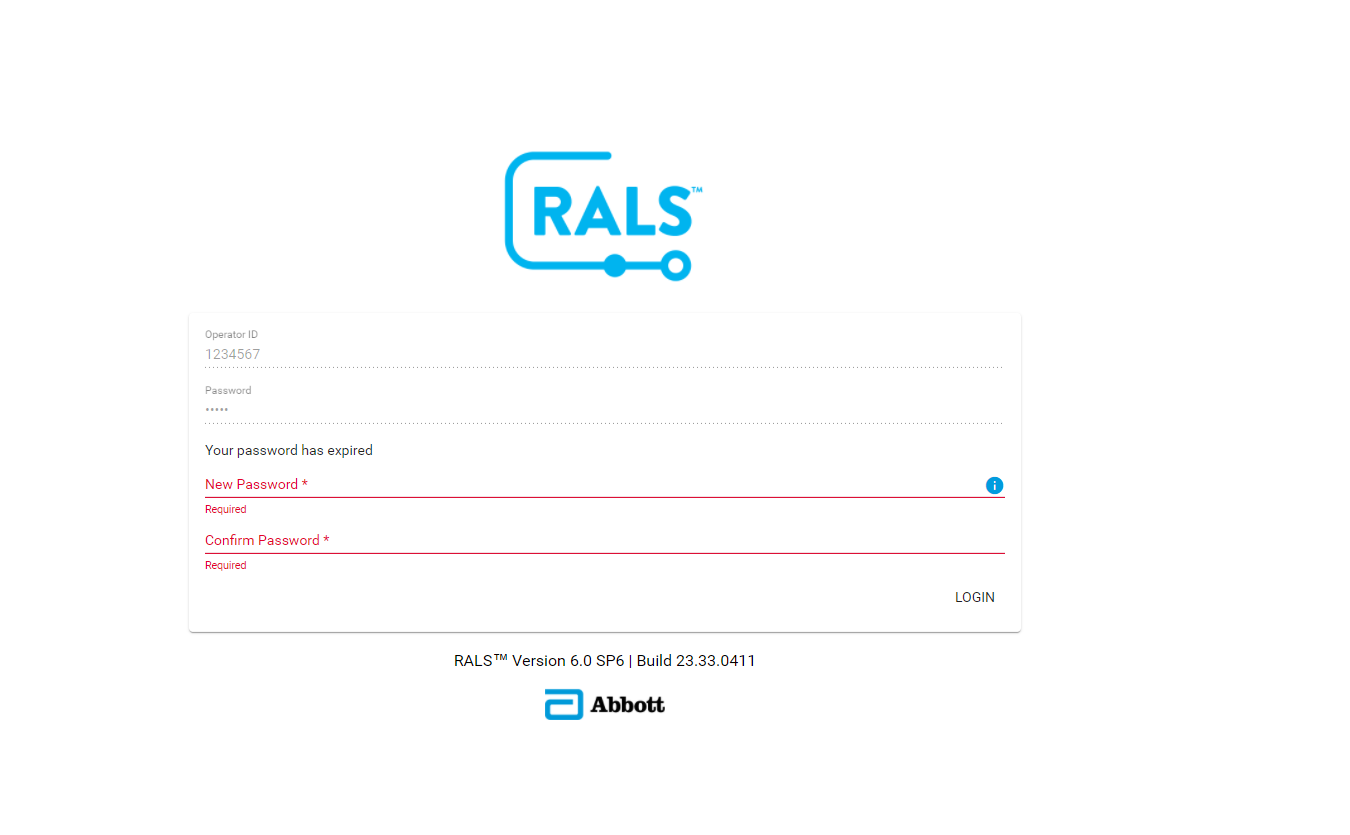 RALS™
Operator ID
1234567
Password
•••••
Your password has expired
New Password *
Required
Confirm Password *
Required
LOGIN
RALS™ Version 6.0 SP6 | Build 23.33.0411
Abbott